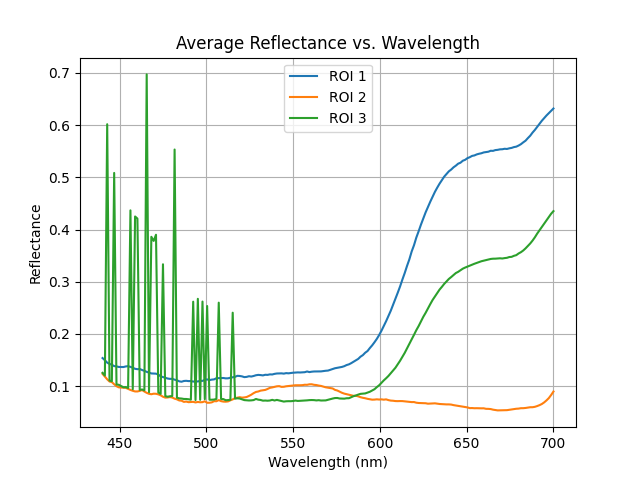 Average Reflectance vs. Wavelength
ROI 1
ROI 2
ROI 3
Reflectance
0.7
0.6
0.5
0.4
0.3
0.2
0.1
450 500 550 600 650 700
Wavelength (nm)